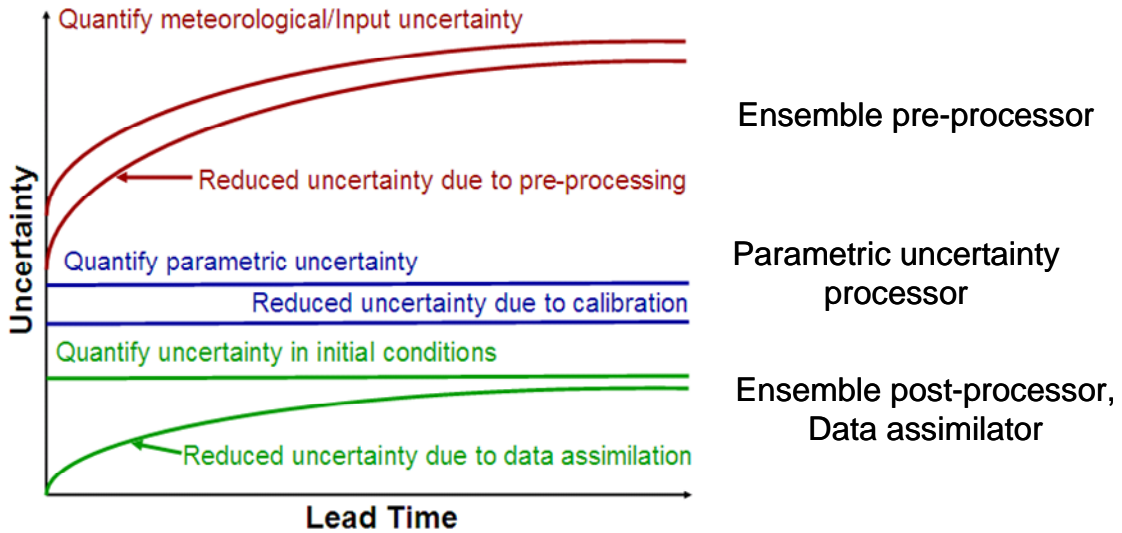 Quantify meteorological/Input uncertainty
Ensemble pre-processor
Reduced uncertainty due to pre-processing
Uncertainty
Quantify parametric uncertainty
Parametric uncertainty
processor
Reduced uncertainty due to calibration
Quantify uncertainty in initial conditions
Ensemble post-processor,
Data assimilator
Reduced uncertainty due to data assimilation
Lead Time